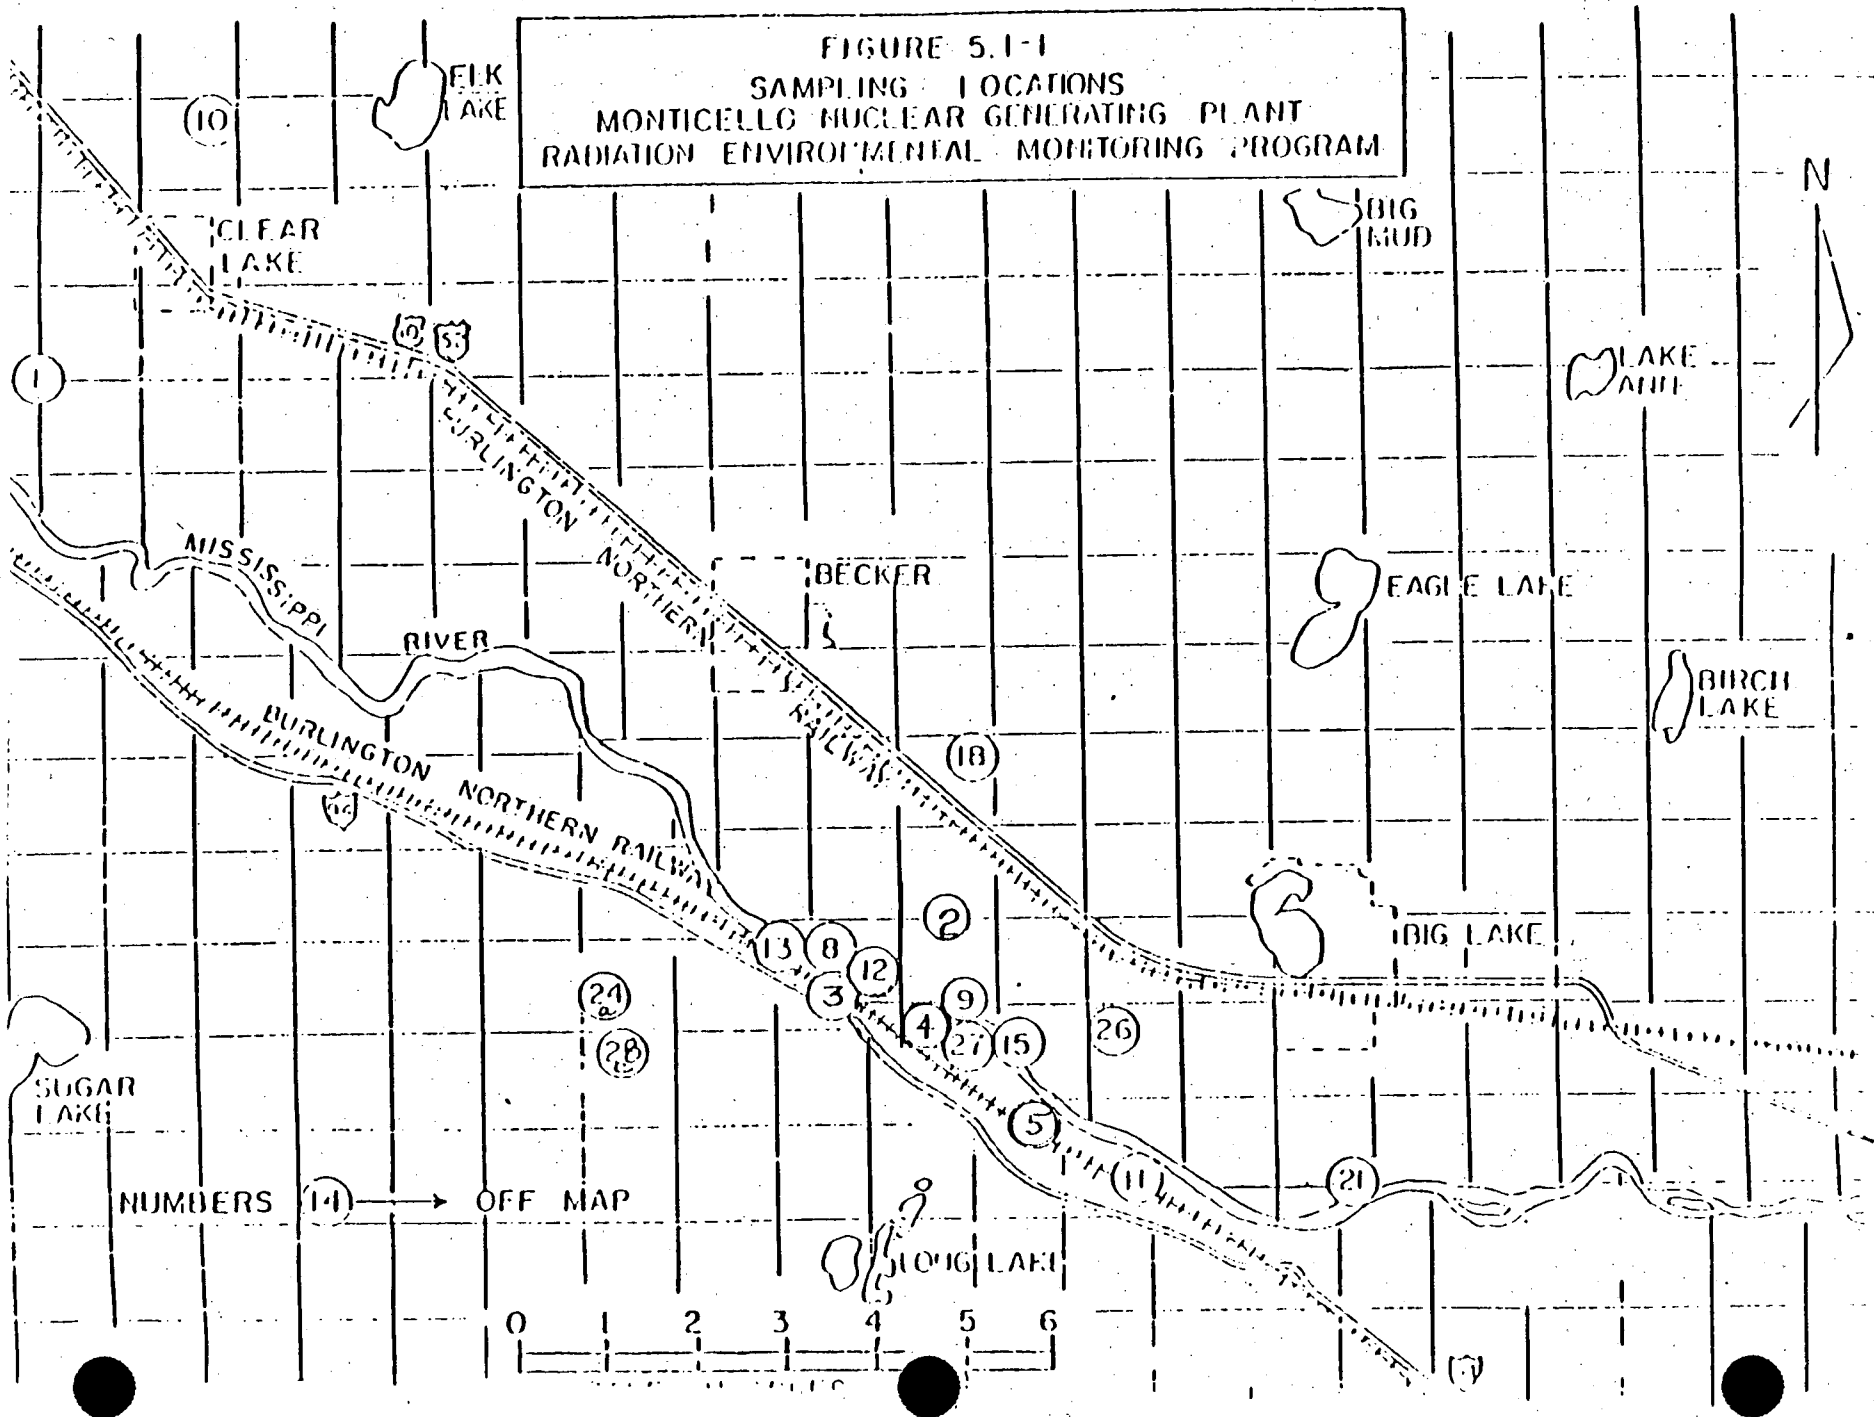 FIGURE 5.1-1
SAMPLING LOCATIONS
MONTICELLO NUCLEAR GENERATING PLANT
RADIATION ENVIRONMENTAL MONITORING PROGRAM
ELK
LAKE
10
N
BIG
MUD
CLEAR
LAKE
LAKE
ANN
1
BURLINGTON NORTHERN RAILWAY
MISSISSIPPI RIVER
BECKER
EAGLE LAKE
BIRCH
LAKE
BURLINGTON NORTHERN RAILWAY
18
2
BIG LAKE
13
8
12
3
24
a
9
4
27
15
26
28
SUGAR
LAKE
5
11
21
NUMBERS 14 OFF MAP
LONG LAKE
0 1 2 3 4 5 6